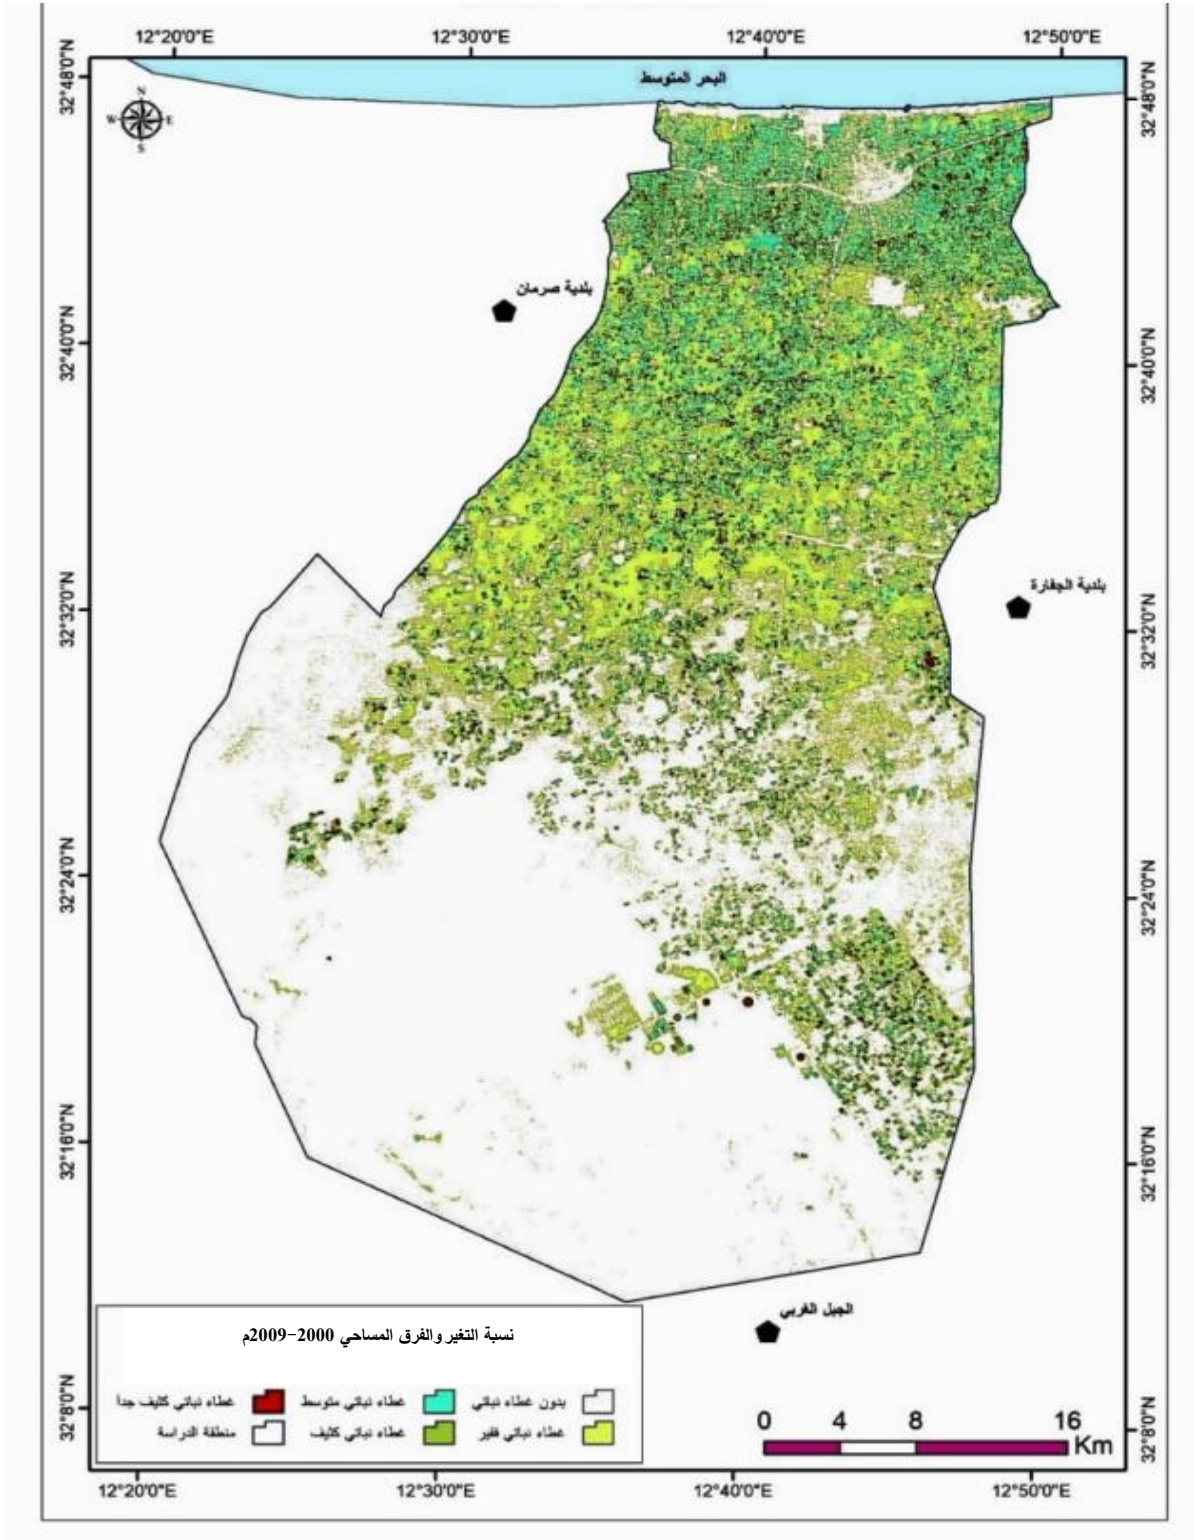 12°20'0"E 12°30'0"E 12°40'0"E 12°50'0"E
32°48'0"N
32°48'0"N
البحر المتوسط
N
W E
S
بلدية صرمان
32°40'0"N
32°40'0"N
بلدية الجفارة
32°32'0"N
32°32'0"N
32°24'0"N
32°24'0"N
32°16'0"N
32°16'0"N
الجبل الغربي
نسبة التغير والفرق المساحي 2000-2009م
بدون غطاء نباتي غطاء نباتي متوسط غطاء نباتي كثيف جداً
غطاء نباتي فقير غطاء نباتي كثيف منطقة الدراسة
0 4 8 16
Km
32°8'0"N
32°8'0"N
12°20'0"E 12°30'0"E 12°40'0"E 12°50'0"E